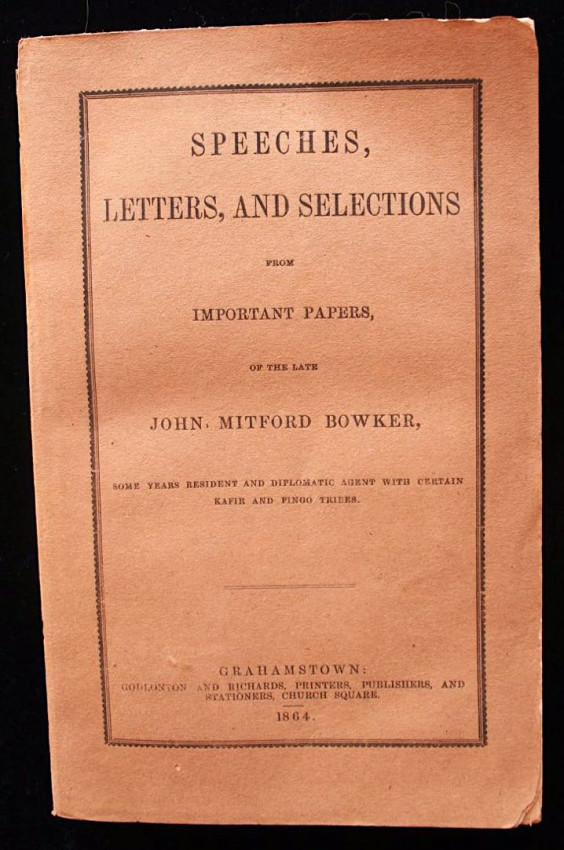 SPEECHES,
LETTERS, AND SELECTIONS
FROM
IMPORTANT PAPERS,
OF THE LATE
JOHN MITFORD BOWKER,
SOME YEARS RESIDENT AND DIPLOMATIC AGENT WITH CERTAIN
KAFIR AND FINGO TRIBES.
GRAHAMSTOWN:
GODLONTON AND RICHARDS, PRINTERS, PUBLISHERS, AND
STATIONERS, CHURCH SQUARE.
1864.